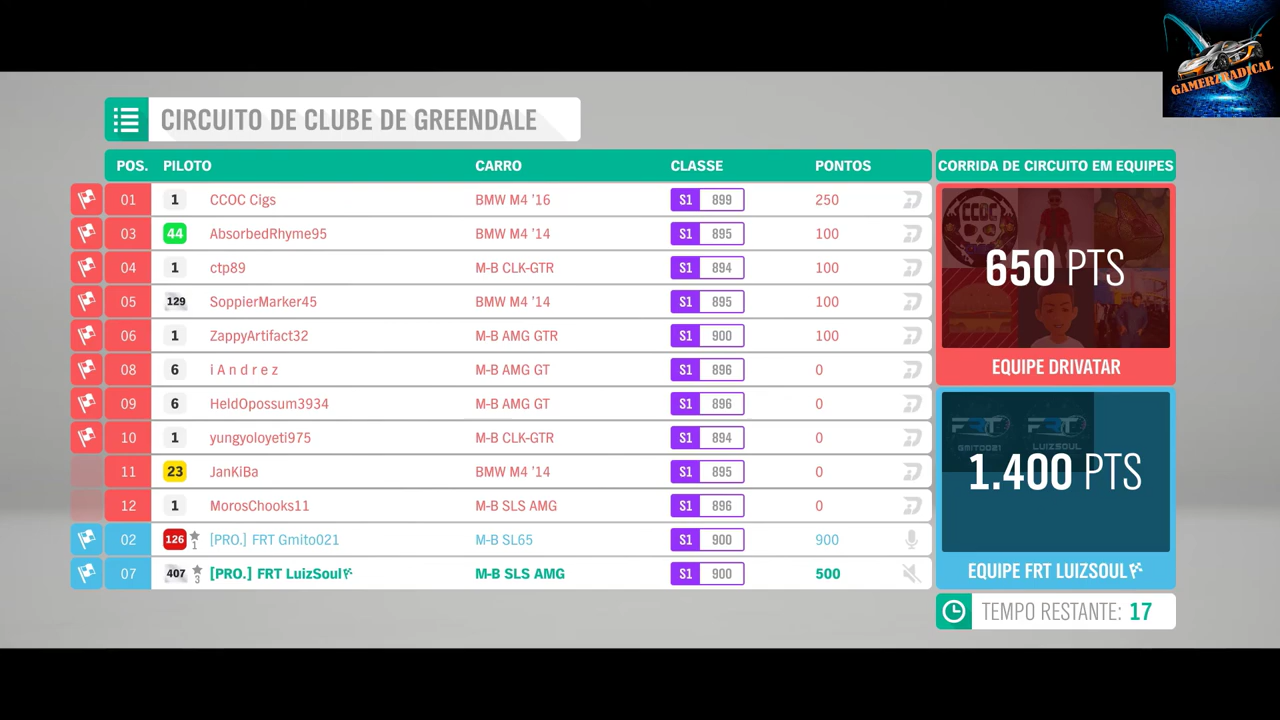 GAMERZRADICAL
CIRCUITO DE CLUBE DE GREENDALE
POS. PILOTO CARRO CLASSE PONTOS
01 1 CCOC Cigs BMW M4 '16 S1 899 250
03 44 AbsorbedRhyme95 BMW M4 '14 S1 895 100
04 1 ctp89 M-B CLK-GTR S1 894 100
05 129 SoppierMarker45 BMW M4 '14 S1 895 100
06 1 ZappyArtifact32 M-B AMG GTR S1 900 100
08 6 i A n d r e z M-B AMG GT S1 896 0
09 6 HeldOpossum3934 M-B AMG GT S1 896 0
10 1 yungyoloyeti975 M-B CLK-GTR S1 894 0
11 23 JanKiBa BMW M4 '14 S1 895 0
12 1 MorosChooks11 M-B SLS AMG S1 896 0
02 126 1 [PRO.] FRT Gmito021 M-B SL65 S1 900 900
07 407 3 [PRO.] FRT LuizSoul M-B SLS AMG S1 900 500
CORRIDA DE CIRCUITO EM EQUIPES
CCOC
650 PTS
EQUIPE DRIVATAR
FRT FRT
GMITO021 LUIZSOUL
1.400 PTS
EQUIPE FRT LUIZSOUL
TEMPO RESTANTE: 17